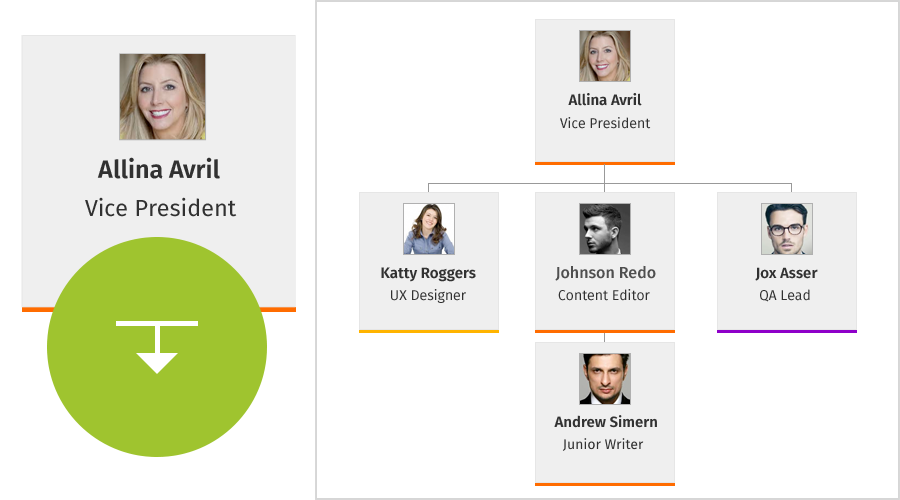 Allina Avril
Vice President
Allina Avril
Vice President
Katty Roggers
UX Designer
Johnson Redo
Content Editor
Jox Asser
QA Lead
Andrew Simern
Junior Writer